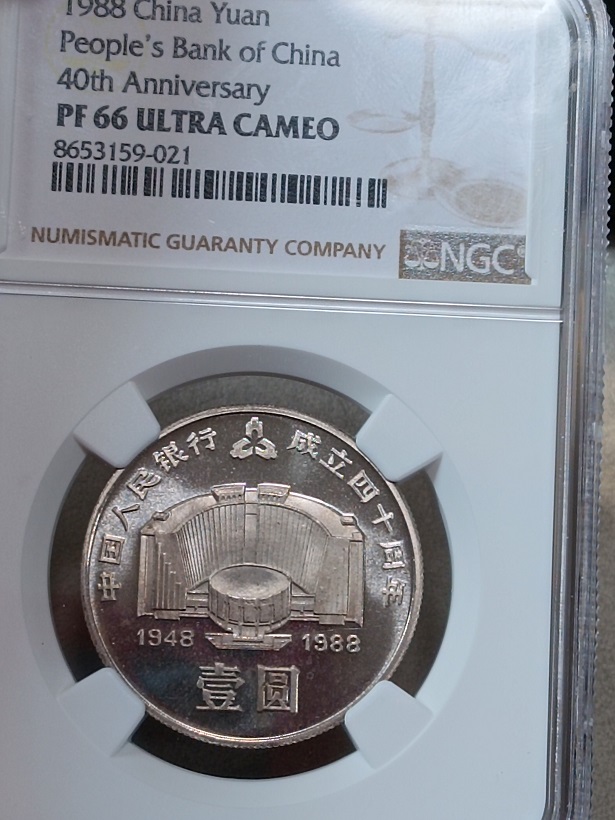 1988 China Yuan
People's Bank of China
40th Anniversary
PF 66 ULTRA CAMEO
8653159-021
NUMISMATIC GUARANTY COMPANY
NGC
中国人民银行 成立四十周年
1948 1988
壹圆